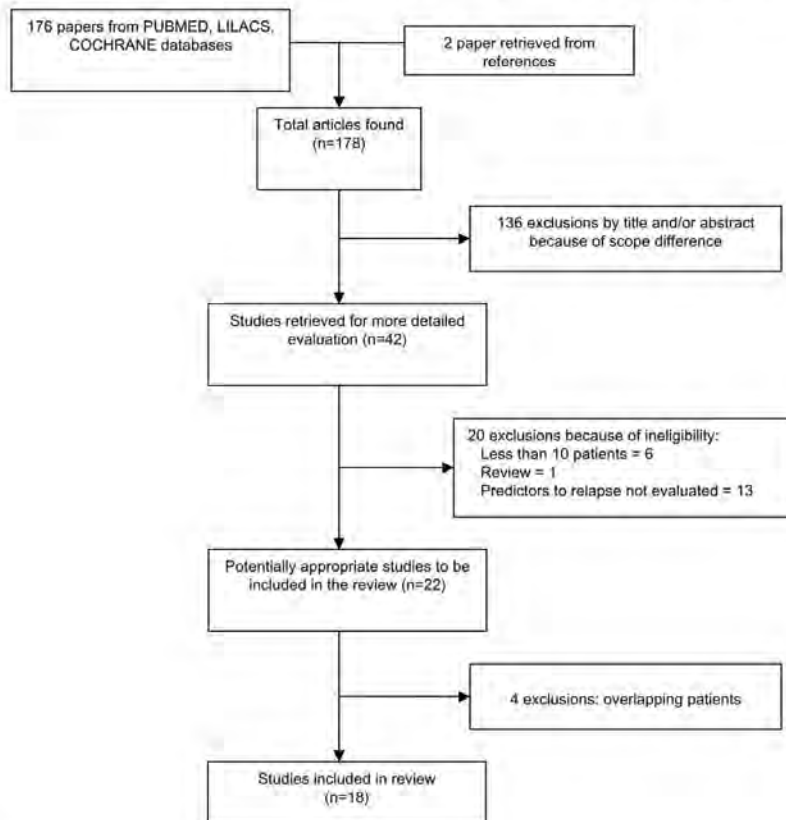 176 papers from PUBMED, LILACS,
COCHRANE databases
2 paper retrieved from
references
Total articles found
(n=178)
136 exclusions by title and/or abstract
because of scope difference
Studies retrieved for more detailed
evaluation (n=42)
20 exclusions because of ineligibility:
Less than 10 patients = 6
Review = 1
Predictors to relapse not evaluated = 13
Potentially appropriate studies to be
included in the review (n=22)
4 exclusions: overlapping patients
Studies included in review
(n=18)